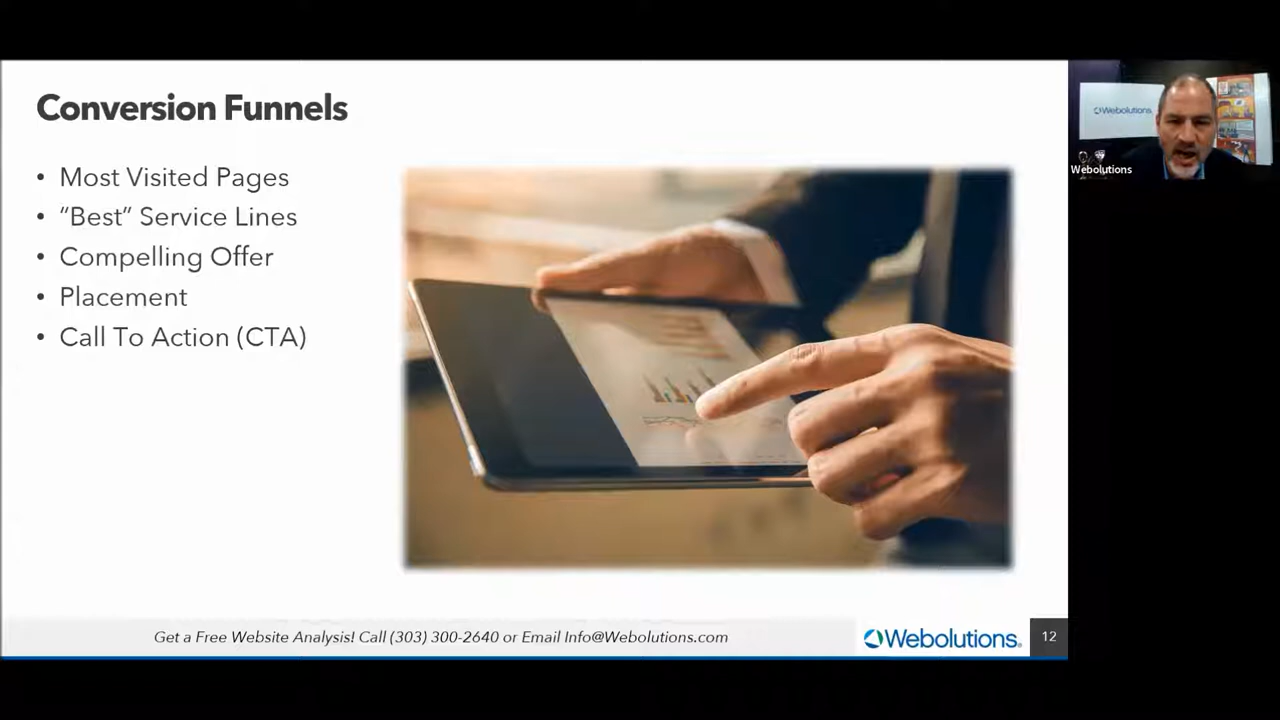 Conversion Funnels
• Most Visited Pages
• “Best” Service Lines
• Compelling Offer
• Placement
• Call To Action (CTA)
Get a Free Website Analysis! Call (303) 300-2640 or Email Info@Webolutions.com
Webolutions.
12
Webolutions.
Webolutions